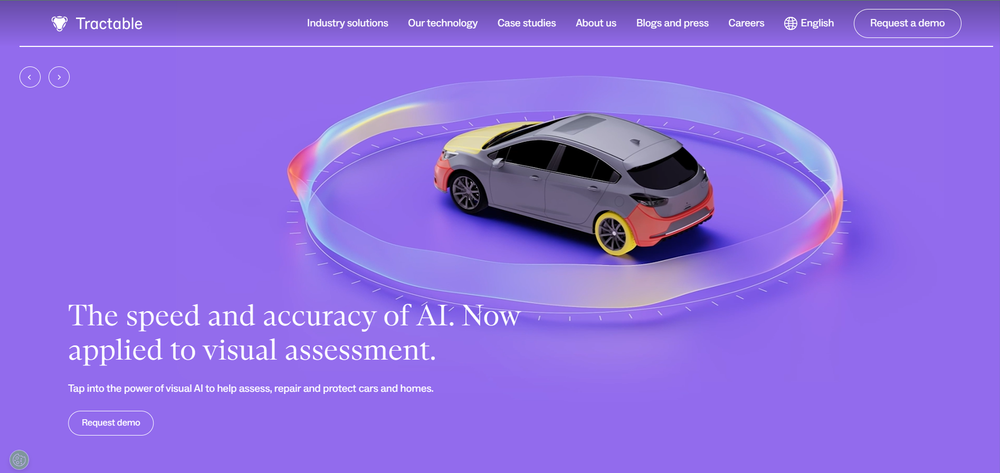 Tractable
Industry solutions
Our technology
Case studies
About us
Blogs and press
Careers
English
Request a demo
The speed and accuracy of AI. Now
applied to visual assessment.
Tap into the power of visual AI to help assess, repair and protect cars and homes.
Request demo